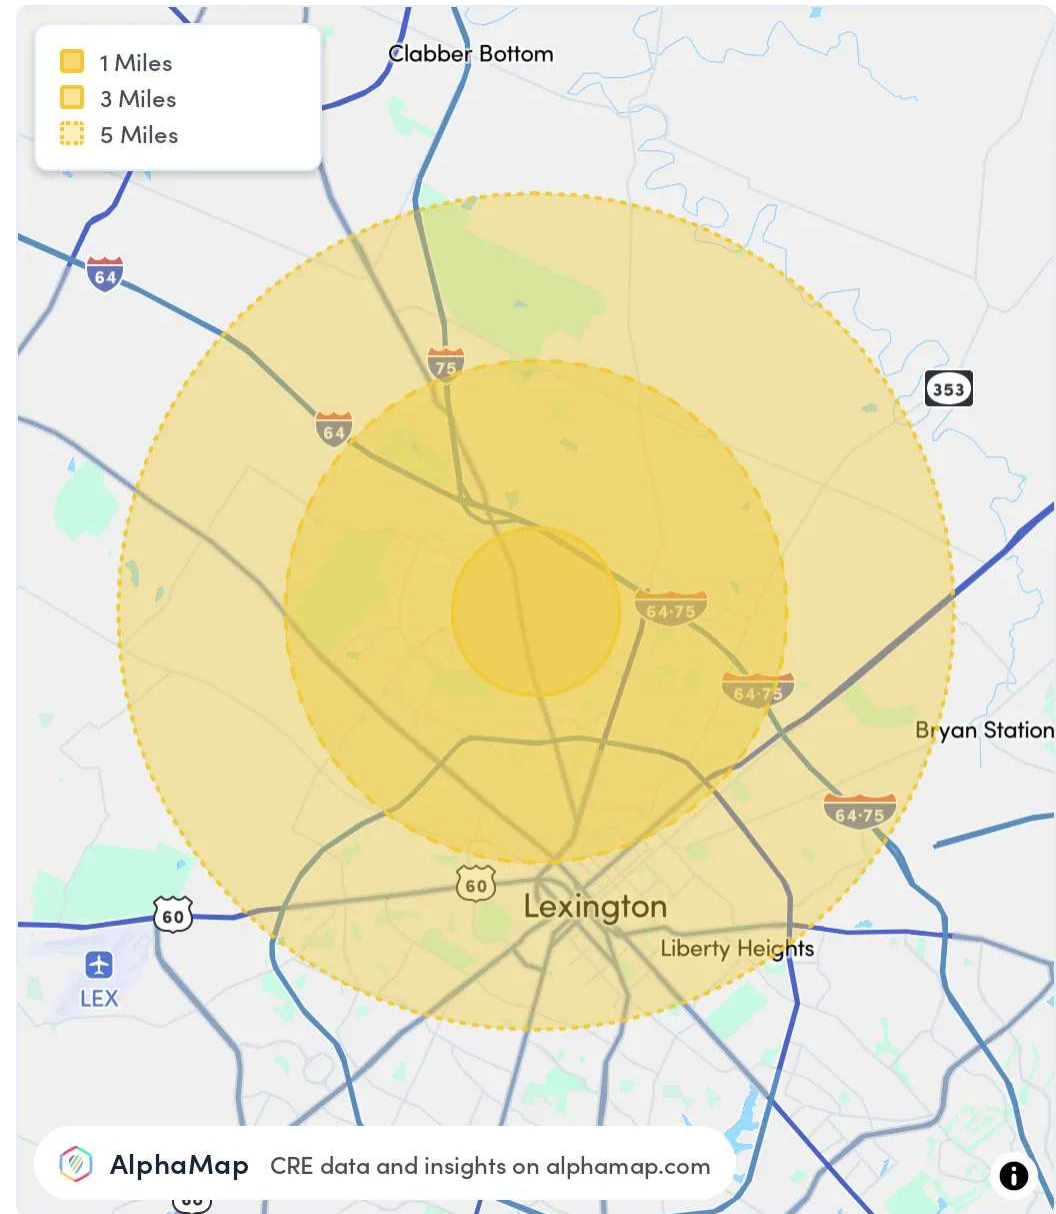 Clabber Bottom
1 Miles
3 Miles
5 Miles
64
75
353
64
64·75
64·75
Bryan Station
64·75
60
Lexington
60
Liberty Heights
LEX
AlphaMap CRE data and insights on alphamap.com